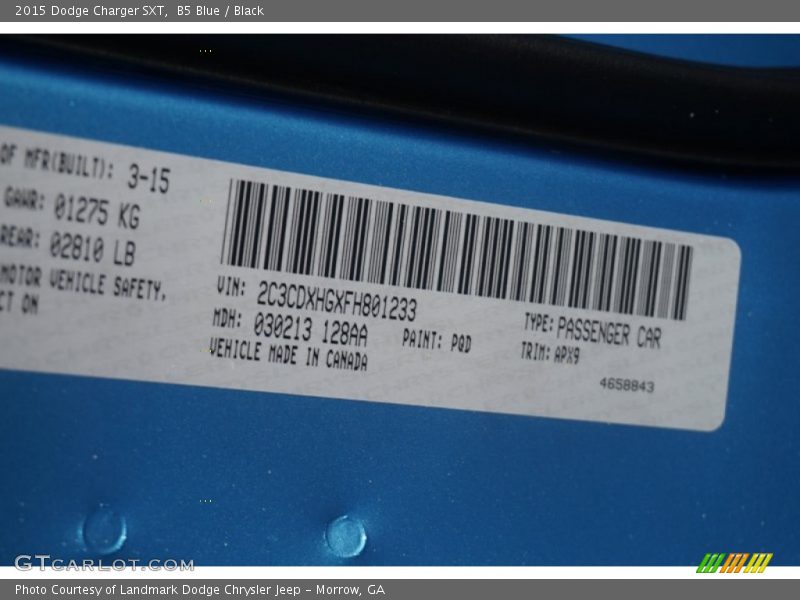 2015 Dodge Charger SXT,  B5 Blue / Black
OF MFR(BUILT): 3-15
GAWR: 01275 KG
REAR: 02810 LB
MOTOR VEHICLE SAFETY,
CT ON
VIN: 2C3CDXHGXFH801233
MDH: 030213 128AA
PAINT: PQD
VEHICLE MADE IN CANADA
TYPE: PASSENGER CAR
TRIM: APX9
4658843
GTCARLOT.COM
Photo Courtesy of Landmark Dodge Chrysler Jeep – Morrow, GA